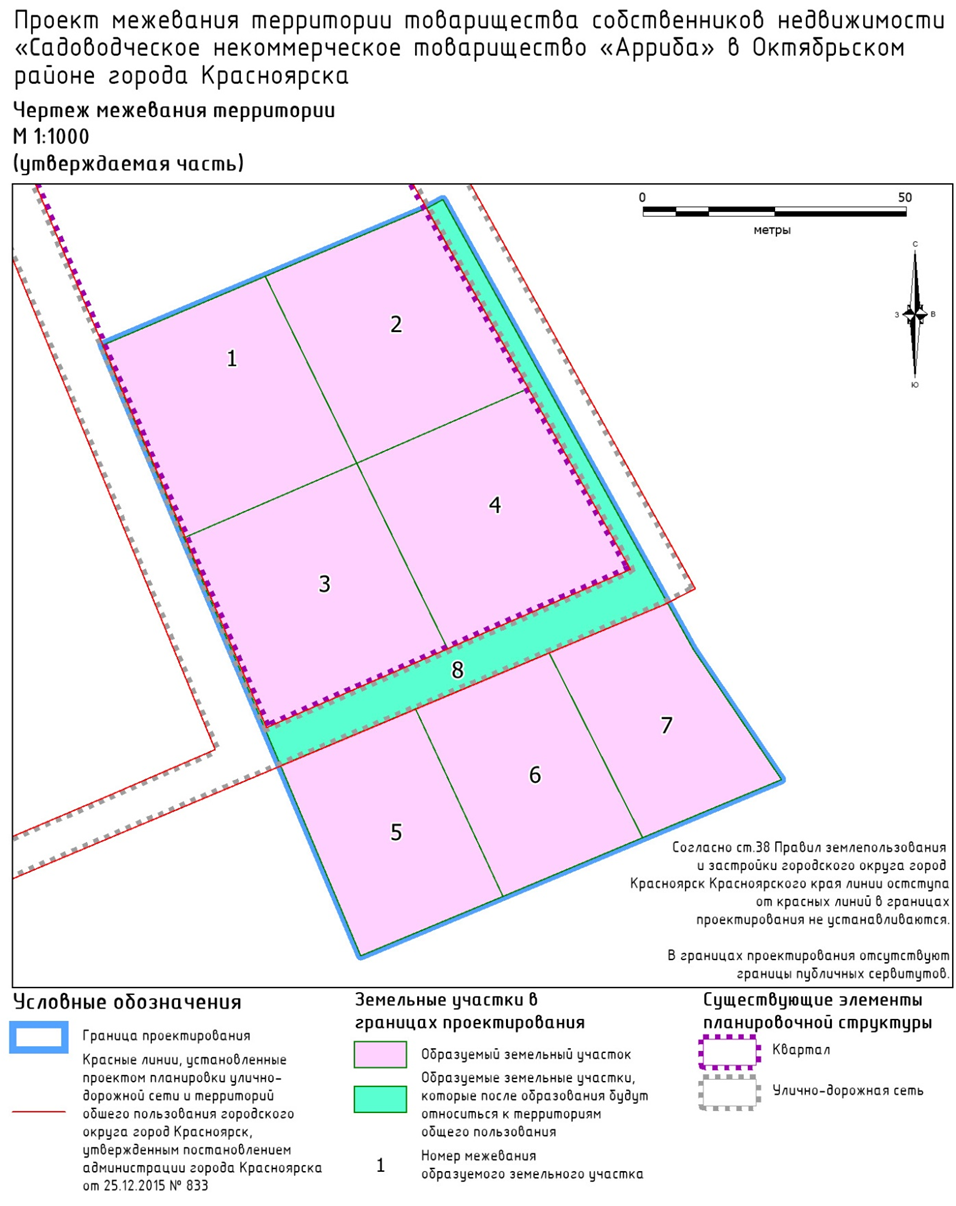 Проект межевания территории товарищества собственников недвижимости
«Садоводческое некоммерческое товарищество «Арриба» в Октябрьском
районе города Красноярска
Чертеж межевания территории
М 1:1000
(утверждаемая часть)
0
50
метры
С
З
В
Ю
2
1
4
3
8
7
6
5
Согласно ст.38 Правил землепользования
и застройки городского округа город
Красноярск Красноярского края линии остступа
от красных линий в границах
проектирования не устанавливаются.
В границах проектирования отсутствуют
границы публичных сервитутов.
Условные обозначения
Граница проектирования
Красные линии, установленные
проектом планировки улично-
дорожной сети и территорий
общего пользования городского
округа город Красноярск,
утвержденным постановлением
администрации города Красноярска
от 25.12.2015 № 833
Земельные участки в
границах проектирования
Образуемый земельный участок
Образуемые земельные участки,
которые после образования будут
относиться к территориям
общего пользования
1
Номер межевания
образуемого земельного участка
Существующие элементы
планировочной структуры
Квартал
Улично-дорожная сеть